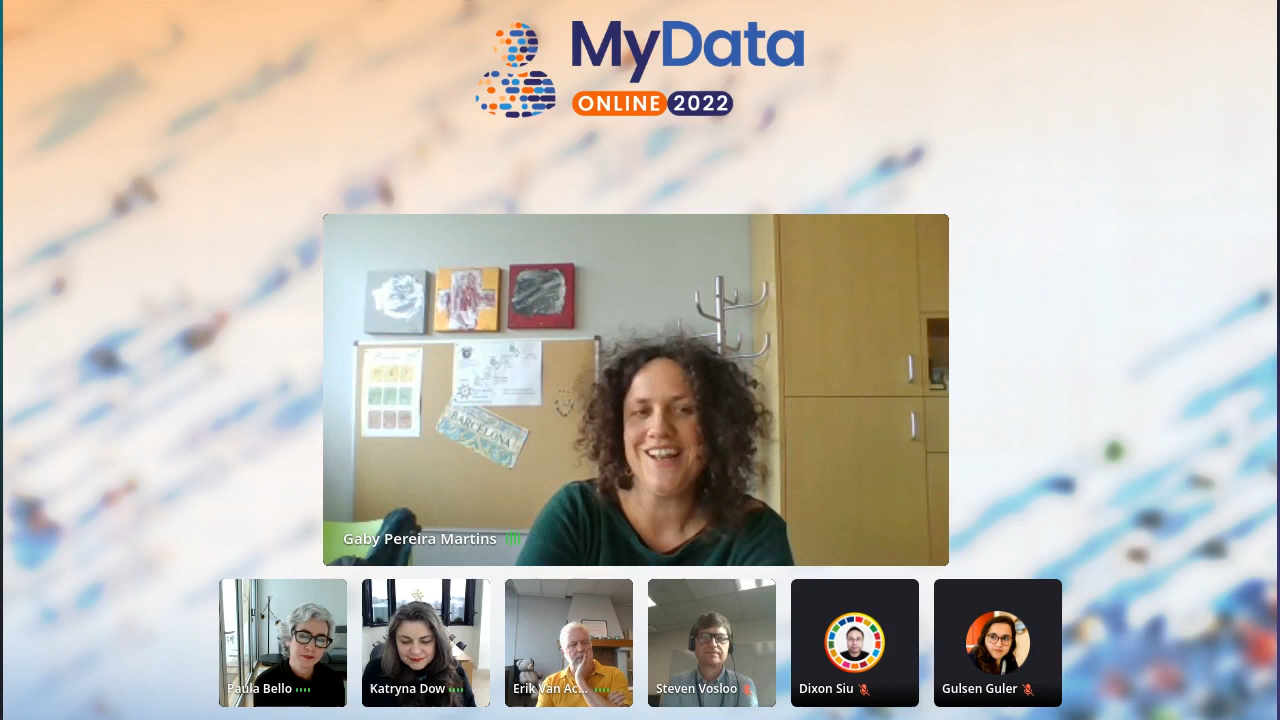 MyData
ONLINE 2022
BARCELONA
Gaby Pereira Martins
Paula Bello
Katryna Dow
Erik Van Ac...
Steven Vosloo
Dixon Siu
Gulsen Guler